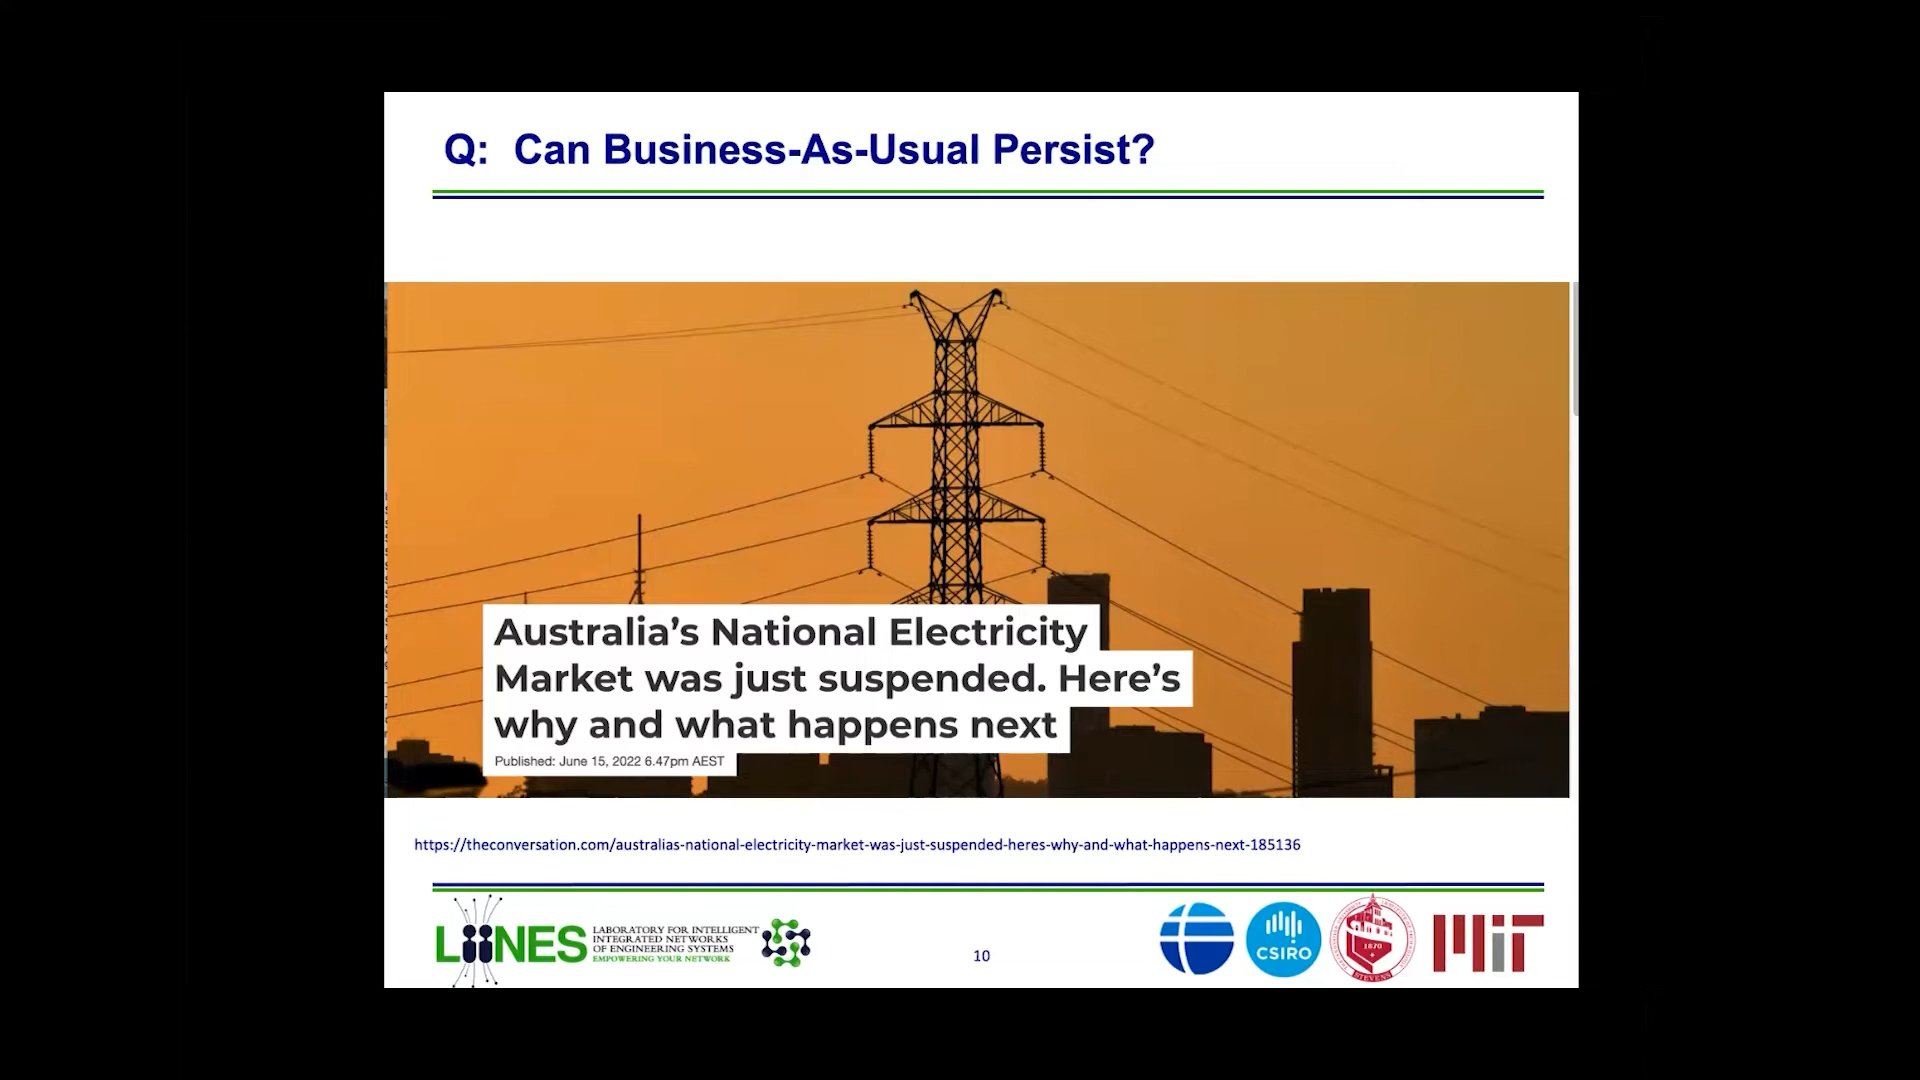 Q: Can Business-As-Usual Persist?
Australia's National Electricity
Market was just suspended. Here's
why and what happens next
Published: June 15, 2022 6.47pm AEST
https://theconversation.com/australias-national-electricity-market-was-just-suspended-heres-why-and-what-happens-next-185136
LIINES
LABORATORY FOR INTELLIGENT
INTEGRATED NETWORKS
OF ENGINEERING SYSTEMS
EMPOWERING YOUR NETWORK
10
CSIRO
1870
STEVENS
MIT